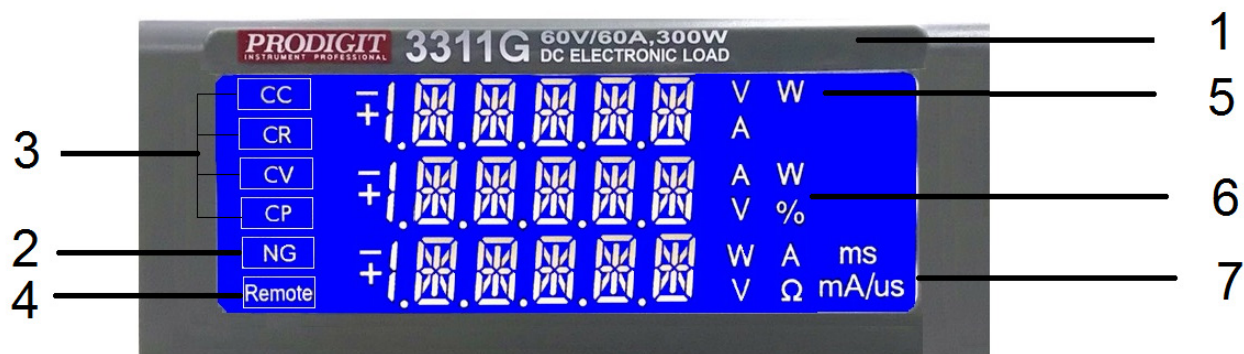 PRODIGIT
INSTRUMENT PROFESSIONAL
3311G
60V/60A,300W
DC ELECTRONIC LOAD
1
CC
V W
5
CR
A
3
CV
A W
6
CP
V %
2
NG
W A ms
7
4
Remote
V Ω mA/us